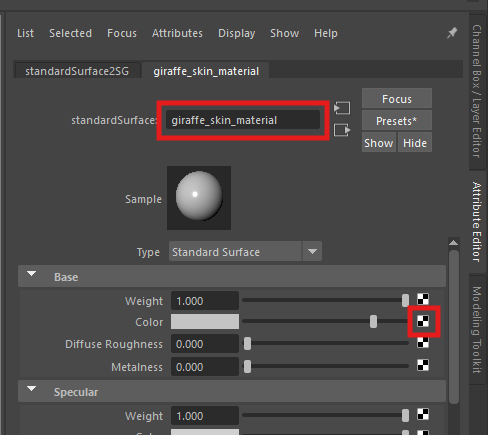 List Selected Focus Attributes Display Show Help
standardSurface2SG giraffe_skin_material
Focus
standardSurface: giraffe_skin_material
Presets*
Show Hide
Sample
Type Standard Surface
Base
Weight 1.000
Color
Diffuse Roughness 0.000
Metalness 0.000
Specular
Weight 1.000
Color
Channel Box / Layer Editor
Attribute Editor
Modeling Toolkit